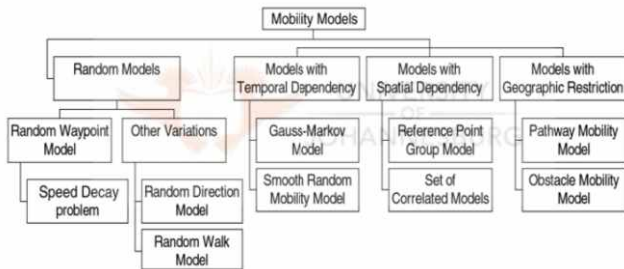 Mobility Models
Random Models
Models with
Temporal Dependency
Models with
Spatial Dependency
Models with
Geographic Restriction
Random Waypoint
Model
Other Variations
Gauss-Markov
Model
Reference Point
Group Model
Pathway Mobility
Model
Speed Decay
problem
Random Direction
Model
Smooth Random
Mobility Model
Set of
Correlated Models
Obstacle Mobility
Model
Random Walk
Model